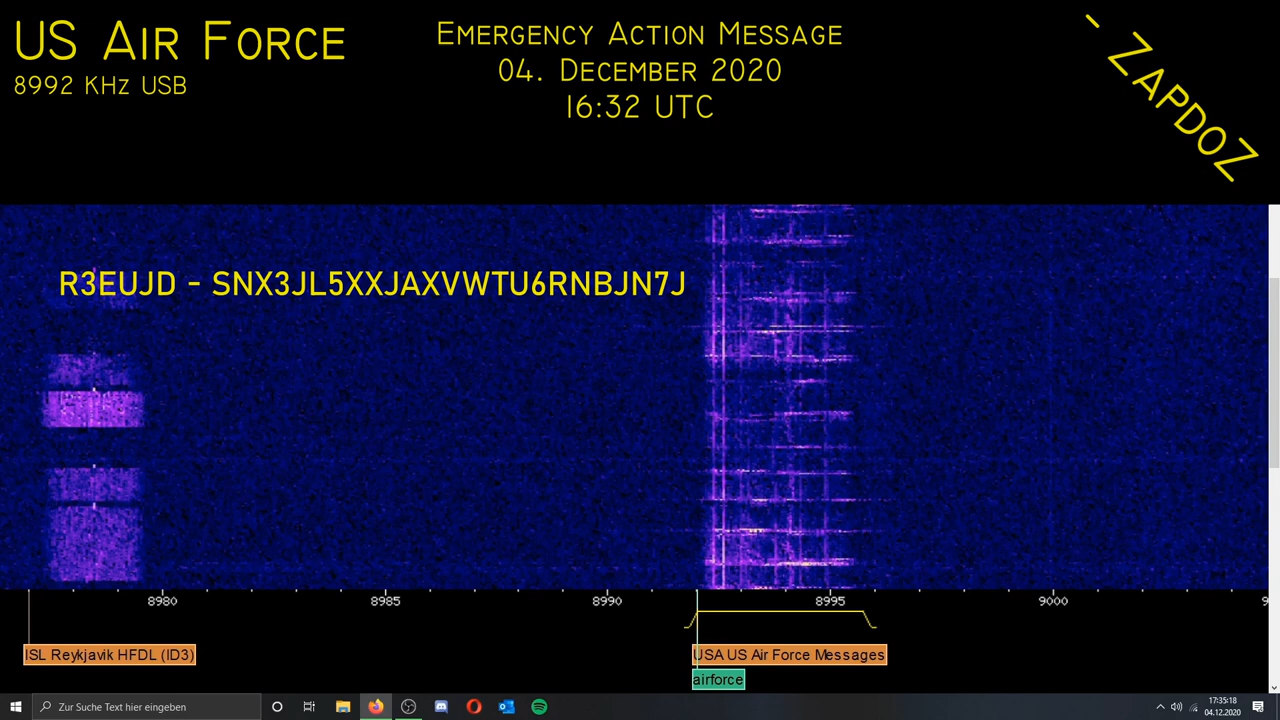 US Air Force
8992 KHz USB
Emergency Action Message
04. December 2020
16:32 UTC
- ZAPDOZ
R3EUJD - SNX3JL5XXJAXVWTU6RNBJN7J
8980 8985 8990 8995 9000 9
ISL Reykjavik HFDL (ID3)
USA US Air Force Messages
airforce
Zur Suche Text hier eingeben
17:35:18
04.12.2020